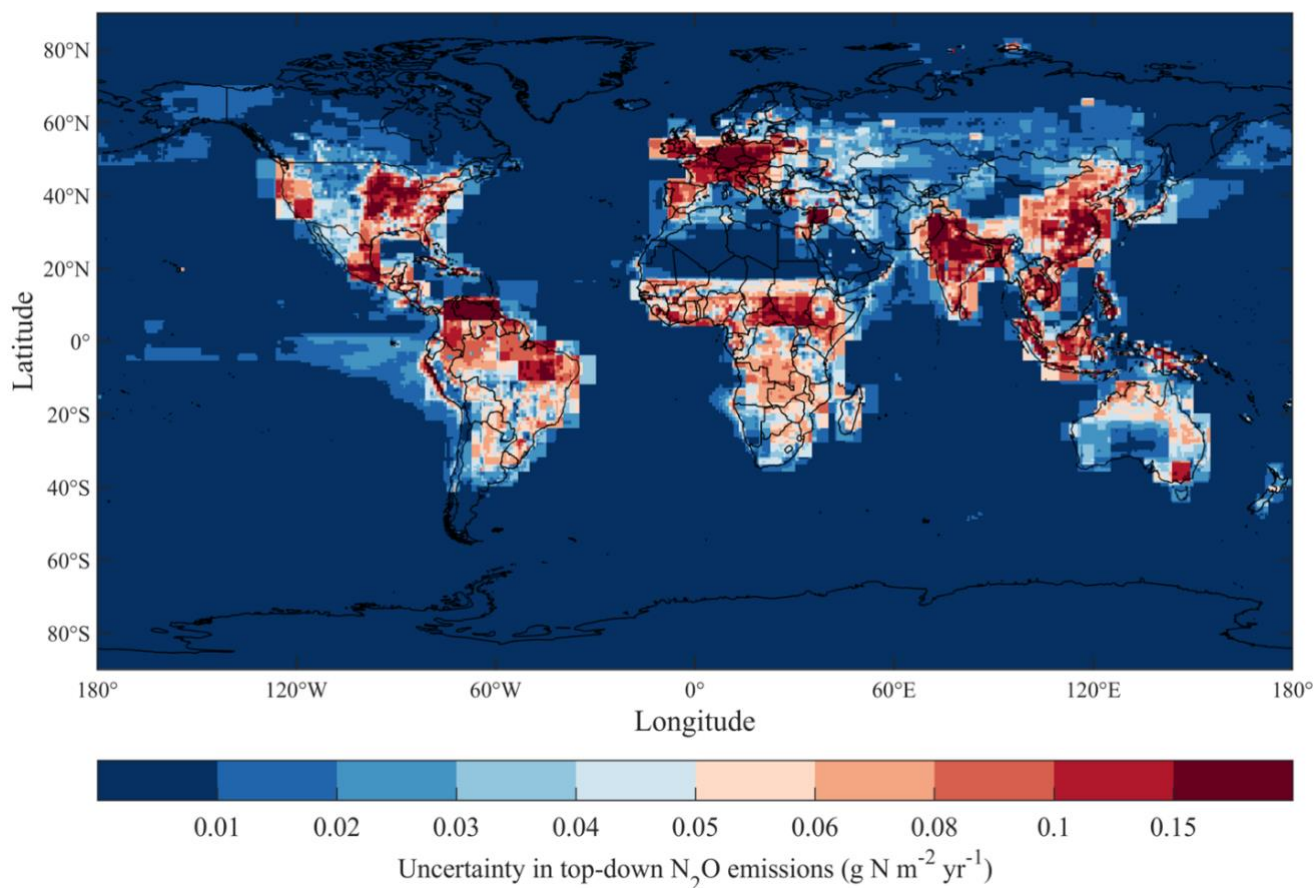 80°N
60°N
40°N
20°N
0°
20°S
40°S
60°S
80°S
Latitude
180° 120°W 60°W 0° 60°E 120°E 180°
Longitude
0.01 0.02 0.03 0.04 0.05 0.06 0.08 0.1 0.15
Uncertainty in top-down N₂O emissions (g N m⁻² yr⁻¹)